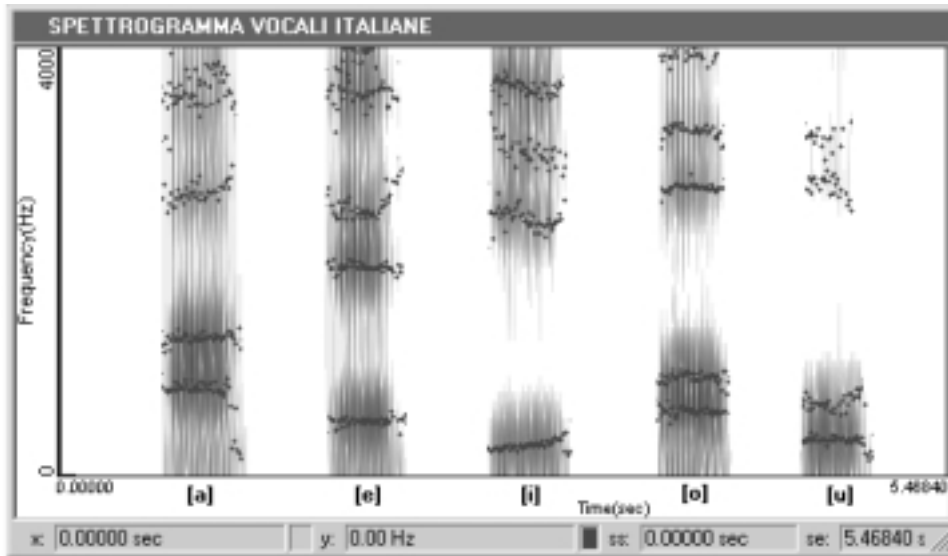 SPETTROGRAMMA VOCALI ITALIANE
4000
Frequency(Hz)
0
0.00000 [a] [e] [i] [o] [u] 5.46840
Time(sec)
x: 0.00000 sec y: 0.00 Hz ss: 0.00000 sec se: 5.46840 s